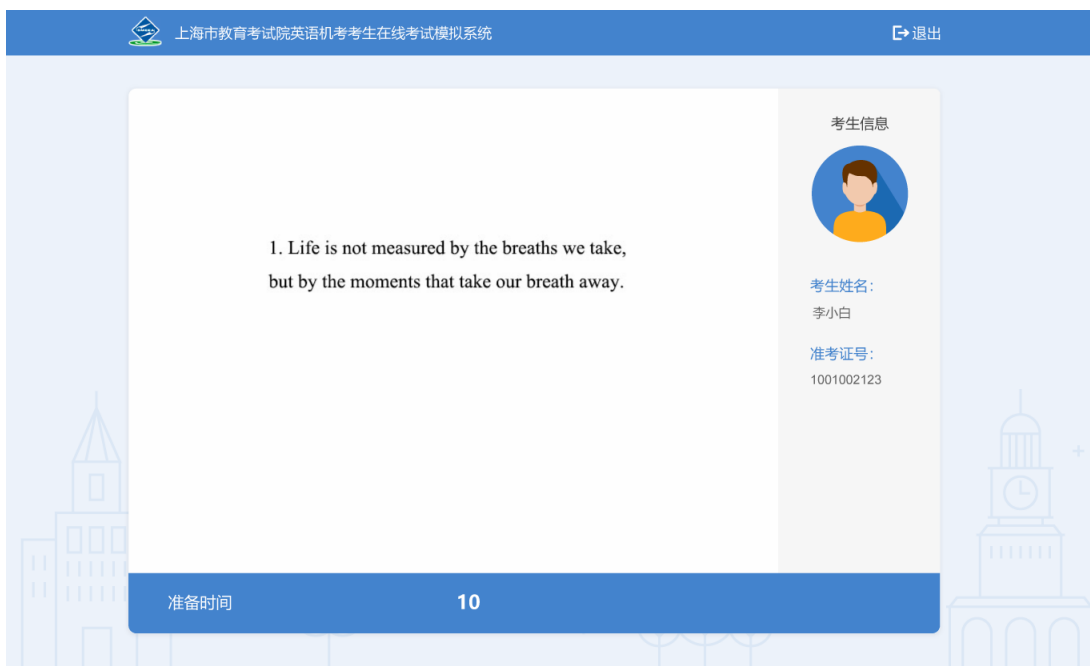 上海市教育考试院英语机考考生在线考试模拟系统
退出
1. Life is not measured by the breaths we take,
but by the moments that take our breath away.
考生信息
考生姓名：
李小白
准考证号：
1001002123
准备时间 10